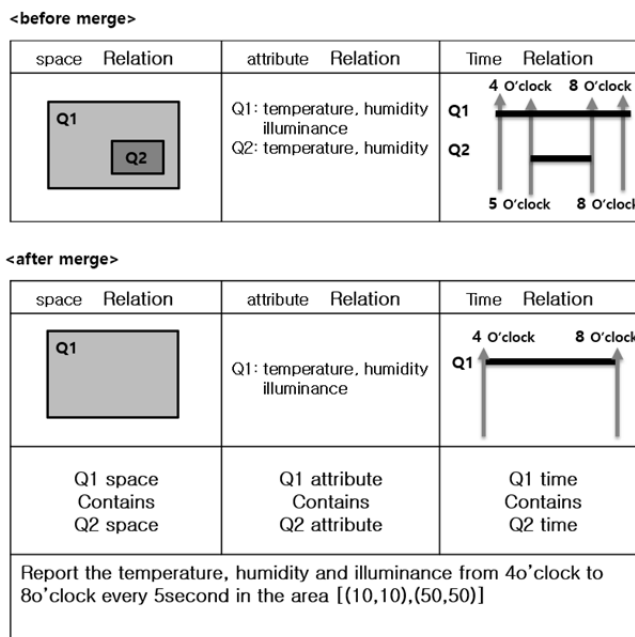 <before merge>
space Relation
attribute Relation
Time Relation
Q1
Q2
Q1: temperature, humidity
illuminance
Q2: temperature, humidity
4 O'clock 8 O'clock
Q1
Q2
5 O'clock 8 O'clock
<after merge>
space Relation
attribute Relation
Time Relation
Q1
Q1: temperature, humidity
illuminance
4 O'clock 8 O'clock
Q1
Q1 space
Contains
Q2 space
Q1 attribute
Contains
Q2 attribute
Q1 time
Contains
Q2 time
Report the temperature, humidity and illuminance from 4o'clock to
8o'clock every 5second in the area [(10,10),(50,50)]